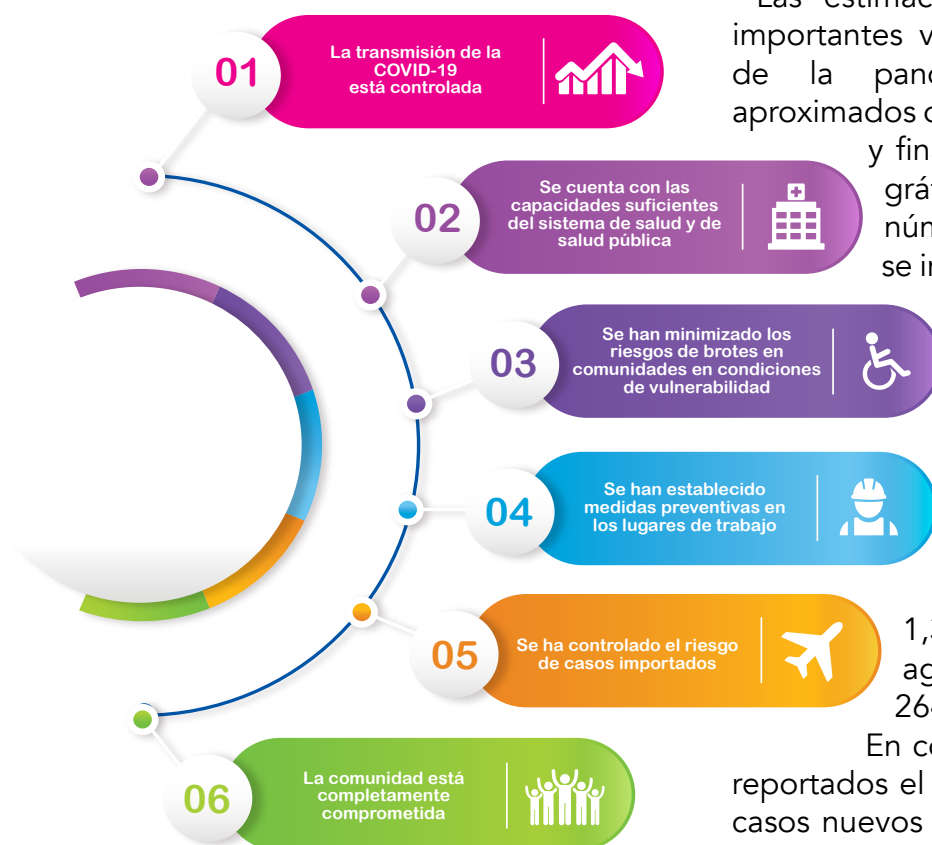 01
La transmisión de la
COVID-19
está controlada
02
Se cuenta con las
capacidades suficientes
del sistema de salud y de
salud pública
03
Se han minimizado los
riesgos de brotes en
comunidades en condiciones
de vulnerabilidad
04
Se han establecido
medidas preventivas en
los lugares de trabajo
05
Se ha controlado el riesgo
de casos importados
06
La comunidad está
completamente
comprometida
Las
importantes
de la
aproximados
y
se
En
reportados el
casos nuevos